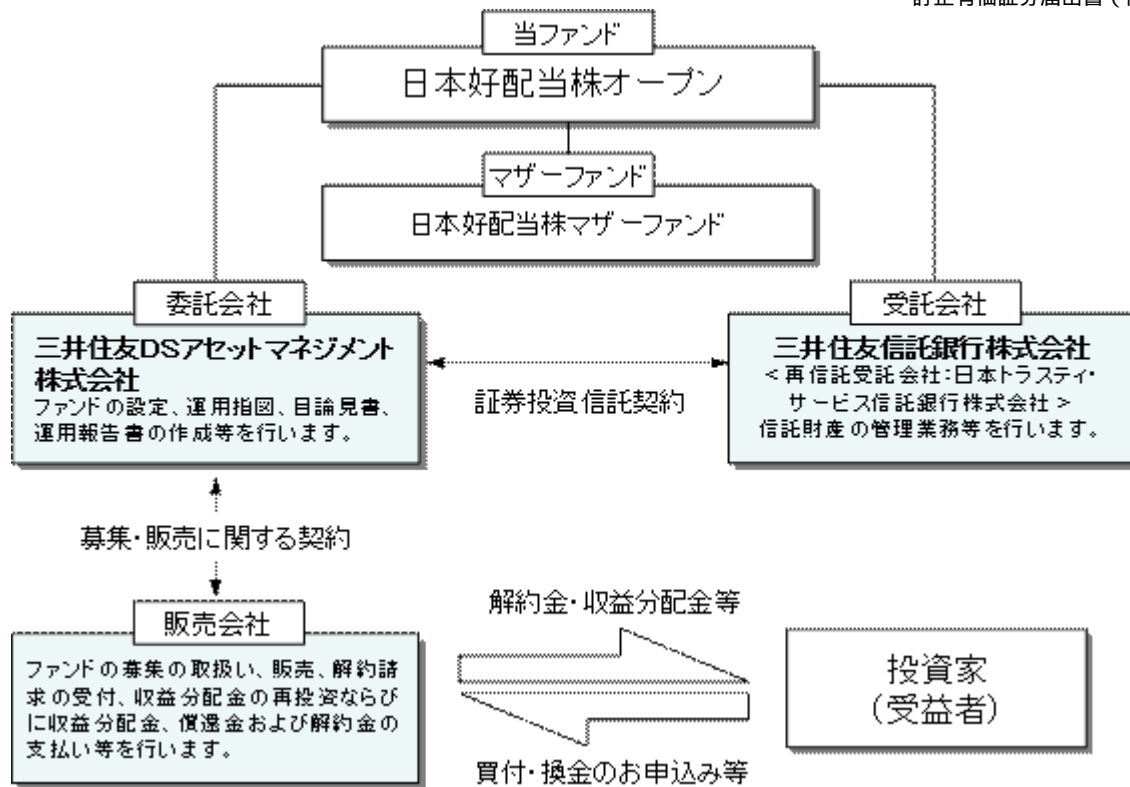 訂正有価証券届出書（
当ファンド
日本好配当株オープン
マザーファンド
日本好配当株マザーファンド
委託会社
三井住友DSアセットマネジメント
株式会社
ファンドの設定、運用指図、目論見書、
運用報告書の作成等を行います。
証券投資信託契約
受託会社
三井住友信託銀行株式会社
＜再信託受託会社：日本トラスティ・
サービス信託銀行株式会社＞
信託財産の管理業務等を行います。
募集・販売に関する契約
販売会社
ファンドの募集の取扱い、販売、解約請
求の受付、収益分配金の再投資ならび
に収益分配金、償還金および解約金の
支払い等を行います。
解約金・収益分配金等
買付・換金のお申込み等
投資家
（受益者）